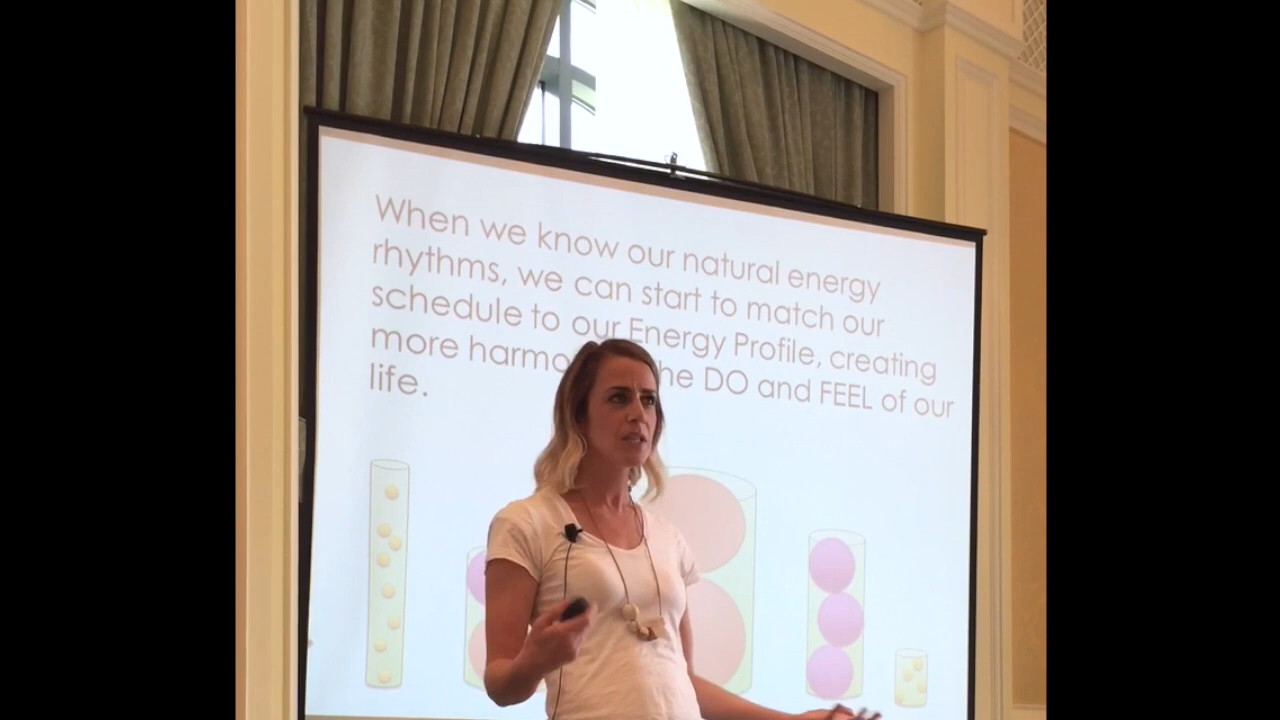 When we know our natural energy
rhythms, we can start to match our
schedule to our Energy Profile, creating
more the DO and FEEL of our
life.